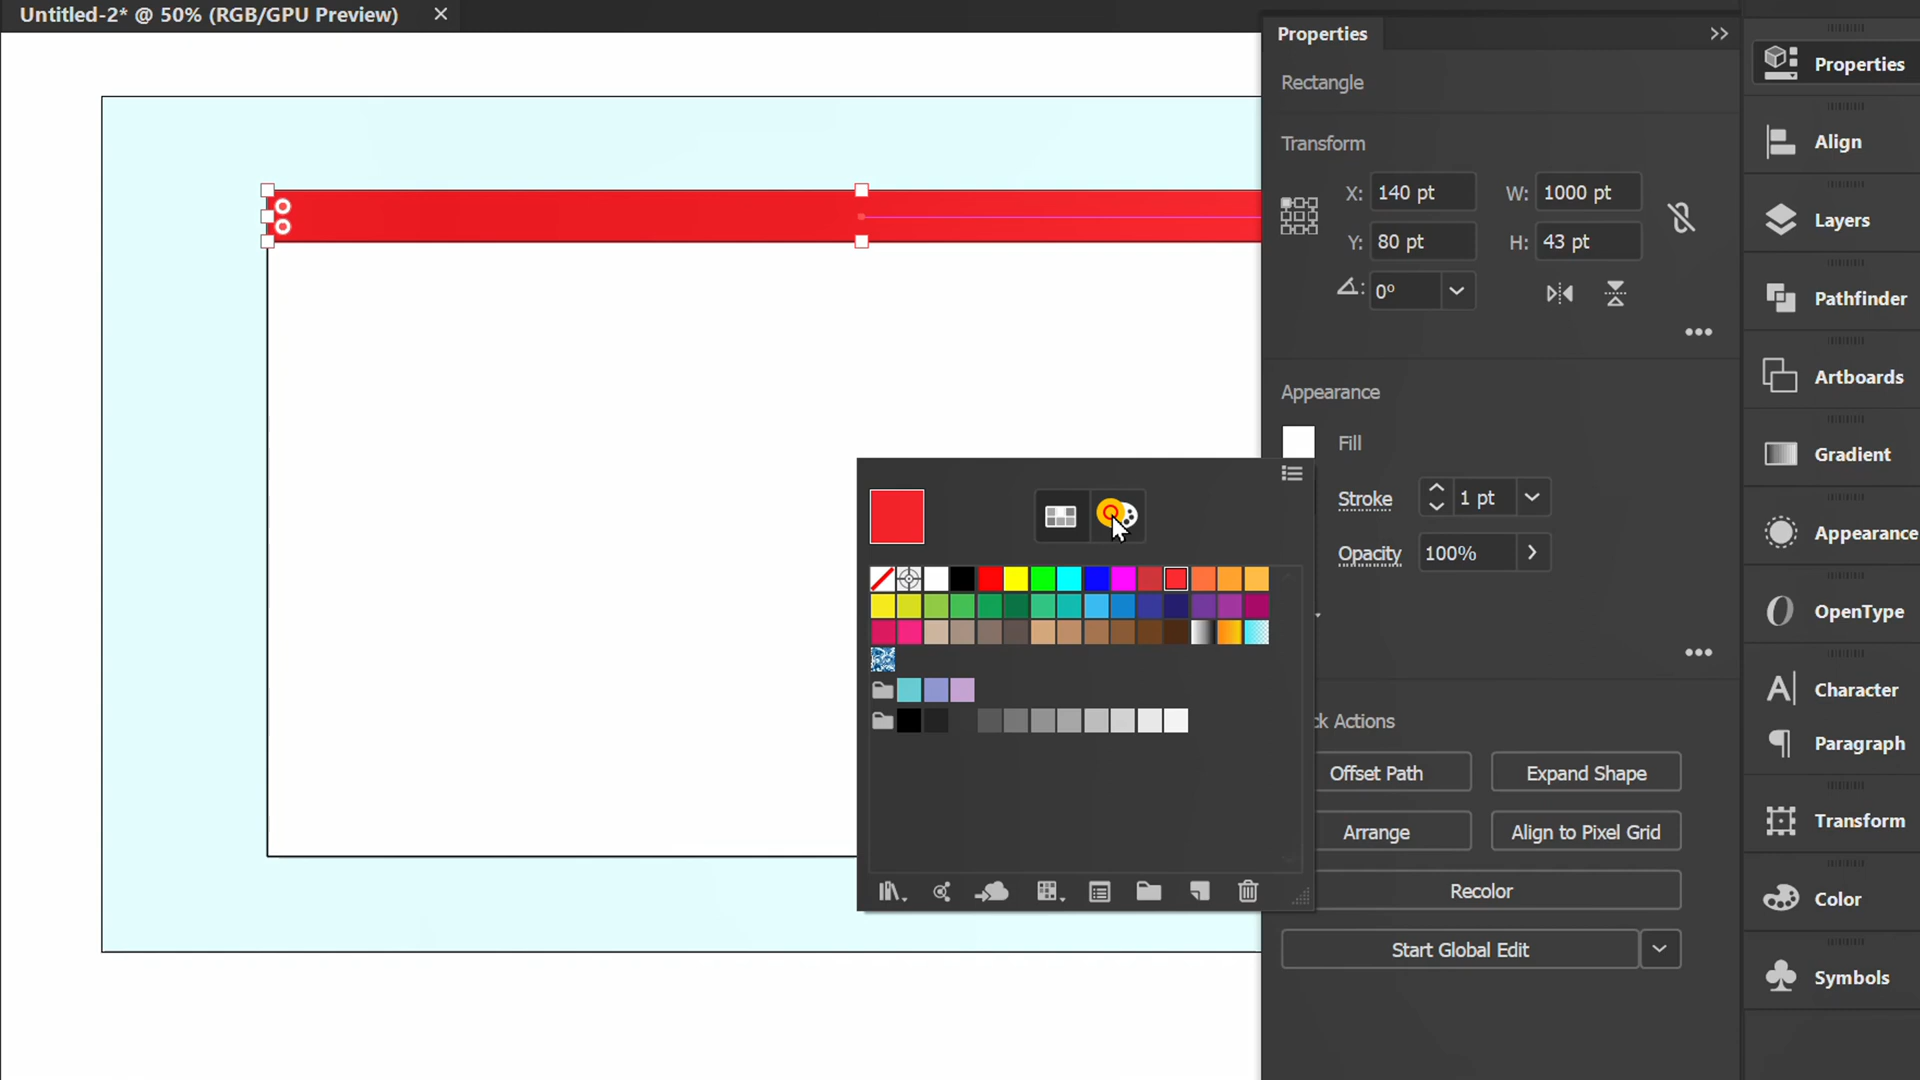 Untitled-2* @ 50% (RGB/GPU Preview)
Properties
Rectangle
Transform
X: 140 pt W: 1000 pt
Y: 80 pt H: 43 pt
0°
Appearance
Fill
Stroke 1 pt
Opacity 100%
k Actions
Offset Path Expand Shape
Arrange Align to Pixel Grid
Recolor
Start Global Edit
Properties
Align
Layers
Pathfinder
Artboards
Gradient
Appearance
OpenType
Character
Paragraph
Transform
Color
Symbols